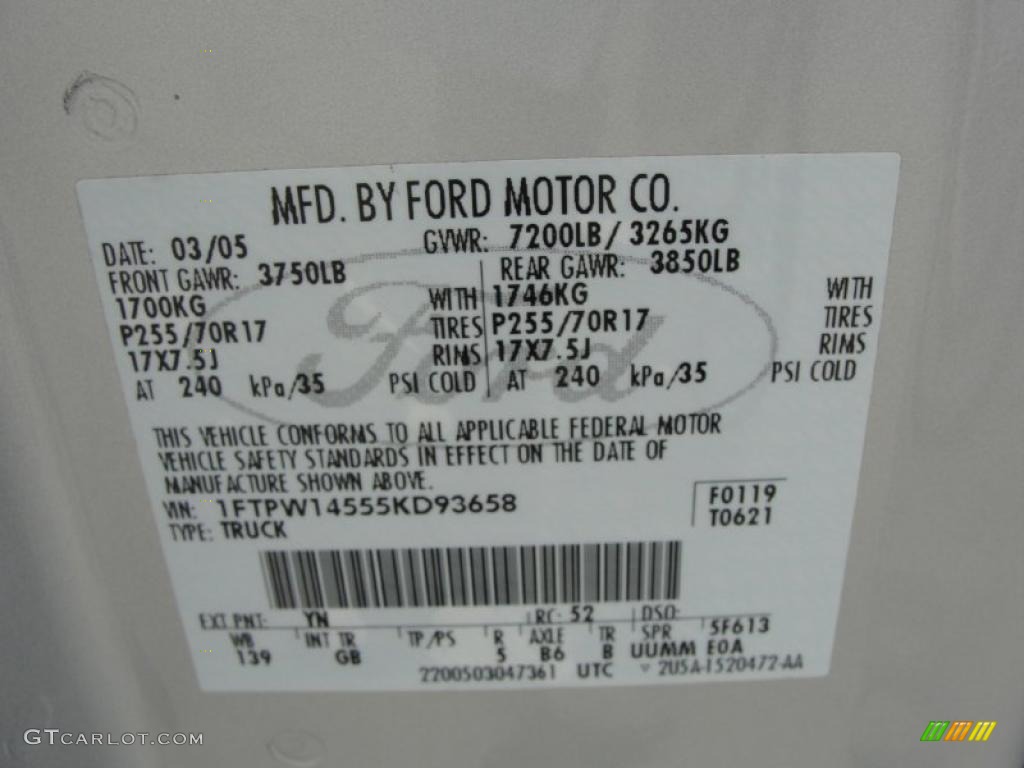 MFD. BY FORD MOTOR CO.
DATE: 03/05 GVWR: 7200LB/ 3265KG
FRONT GAWR: 3750LB REAR GAWR: 3850LB
1700KG WITH 1746KG WITH
P255/70R17 TIRES P255/70R17 TIRES
17X7.5J RIMS 17X7.5J RIMS
AT 240 kPa/35 PSI COLD AT 240 kPa/35 PSI COLD
Ford
THIS VEHICLE CONFORMS TO ALL APPLICABLE FEDERAL MOTOR
VEHICLE SAFETY STANDARDS IN EFFECT ON THE DATE OF
MANUFACTURE SHOWN ABOVE.
VIN: 1FTPW14555KD93658 F0119
TYPE: TRUCK T0621
EXT PNT: YN RC: 52 DSO:
WB INT TR TP/PS R AXLE TR SPR 5F613
139 GB 5 B6 B UUMM E0A
2200503047361 UTC ▽ 2U5A-1520472-AA
GTCARLOT.COM